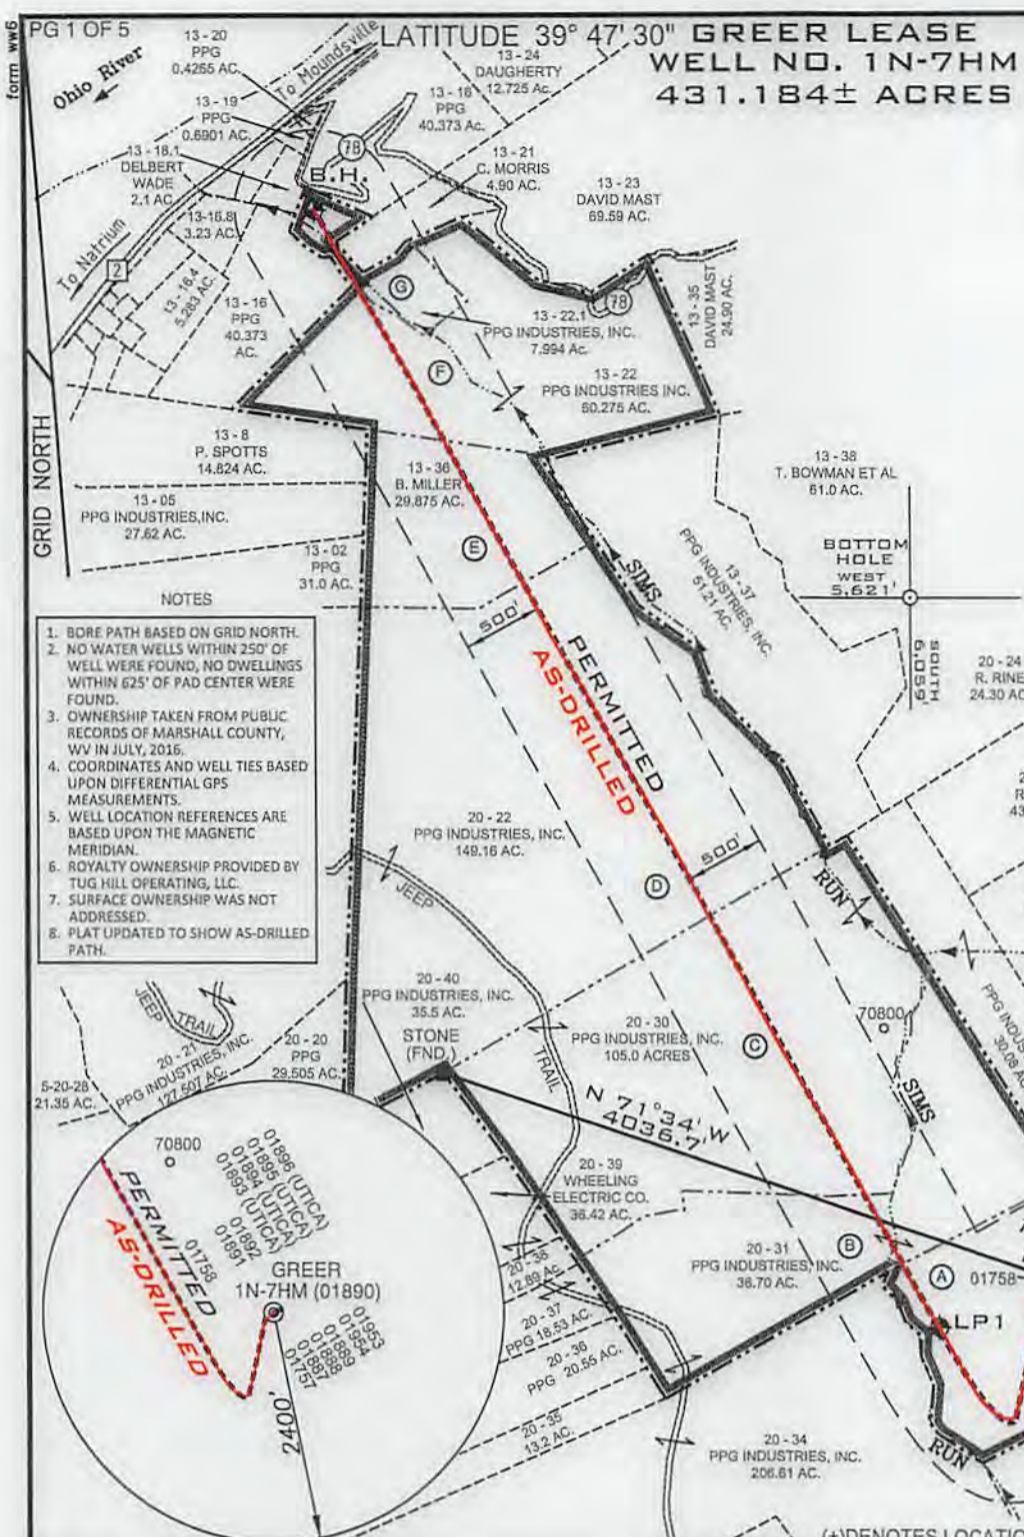 form ww6
PG 1 OF 5
LATITUDE 39° 47' 30"
GREER LEASE
WELL NO. 1N-7HM
431.184± ACRES
Ohio River
To Moundsville
13 - 20
PPG
0.4265 AC.
13 - 24
DAUGHERTY
12.725 Ac.
13 - 16
PPG
40.373 AC.
13 - 19
PPG
0.6901 AC.
78
13 - 18.1
DELBERT
WADE
2.1 AC.
B.H.
13 - 21
C. MORRIS
4.90 AC.
13 - 23
DAVID MAST
69.59 AC.
13-16.8
3.23 AC.
To Natrium
2
13 - 16.4
5.283 AC.
13 - 16
PPG
40.373
AC.
G
13 - 22.1
PPG INDUSTRIES, INC.
7.994 Ac.
78
13 - 35
DAVID MAST
24.90 AC.
F
13 - 22
PPG INDUSTRIES INC.
60.275 AC.
GRID NORTH
13 - 8
P. SPOTTS
14.824 AC.
13 - 36
B. MILLER
29.875 AC.
13 - 38
T. BOWMAN ET AL
61.0 AC.
13 - 05
PPG INDUSTRIES,INC.
27.62 AC.
13 - 02
PPG
31.0 AC.
E
SIMS
13 - 37
PPG INDUSTRIES, INC.
51.21 AC.
BOTTOM
HOLE
WEST
5,621'
SOUTH
6,059'
20 - 24
R. RINE
24.30 AC
500'
PERMITTED
AS-DRILLED
NOTES
1. BORE PATH BASED ON GRID NORTH.
2. NO WATER WELLS WITHIN 250' OF
WELL WERE FOUND, NO DWELLINGS
WITHIN 625' OF PAD CENTER WERE
FOUND.
3. OWNERSHIP TAKEN FROM PUBLIC
RECORDS OF MARSHALL COUNTY,
WV IN JULY, 2016.
4. COORDINATES AND WELL TIES BASED
UPON DIFFERENTIAL GPS
MEASUREMENTS.
5. WELL LOCATION REFERENCES ARE
BASED UPON THE MAGNETIC
MERIDIAN.
6. ROYALTY OWNERSHIP PROVIDED BY
TUG HILL OPERATING, LLC.
7. SURFACE OWNERSHIP WAS NOT
ADDRESSED.
8. PLAT UPDATED TO SHOW AS-DRILLED
PATH.
2
R
43
20 - 22
PPG INDUSTRIES, INC.
149.16 AC.
500'
D
RUN
JEEP
20 - 40
PPG INDUSTRIES, INC.
35.5 AC.
STONE
(FND.)
JEEP
TRAIL
20 - 21
PPG INDUSTRIES, INC.
127.507 AC
20 - 20
PPG
29.505 AC.
5-20-28
21.35 AC.
20 - 30
PPG INDUSTRIES, INC.
105.0 ACRES
TRAIL
C
70800
PPG INDUS
30.08 A
SIMS
N 71°34' W
4036.7'
70800
01896 (UTICA)
01895 (UTICA)
01894 (UTICA)
01893 (UTICA)
01892
01891
01758
PERMITTED
AS-DRILLED
GREER
1N-7HM (01890)
01953
01954
01889
01888
01887
01757
2400'
20 - 39
WHEELING
ELECTRIC CO.
36.42 AC.
20 - 31
PPG INDUSTRIES, INC.
36.70 AC.
B
A
01758
LP1
20 - 38
12.89 Ac.
20 - 37
PPG 18.53 AC.
20 - 36
PPG 20.55 AC.
20 - 35
13.2 AC.
20 - 34
PPG INDUSTRIES, INC.
206.61 AC.
RUN
(+)DENOTES LOCATIO